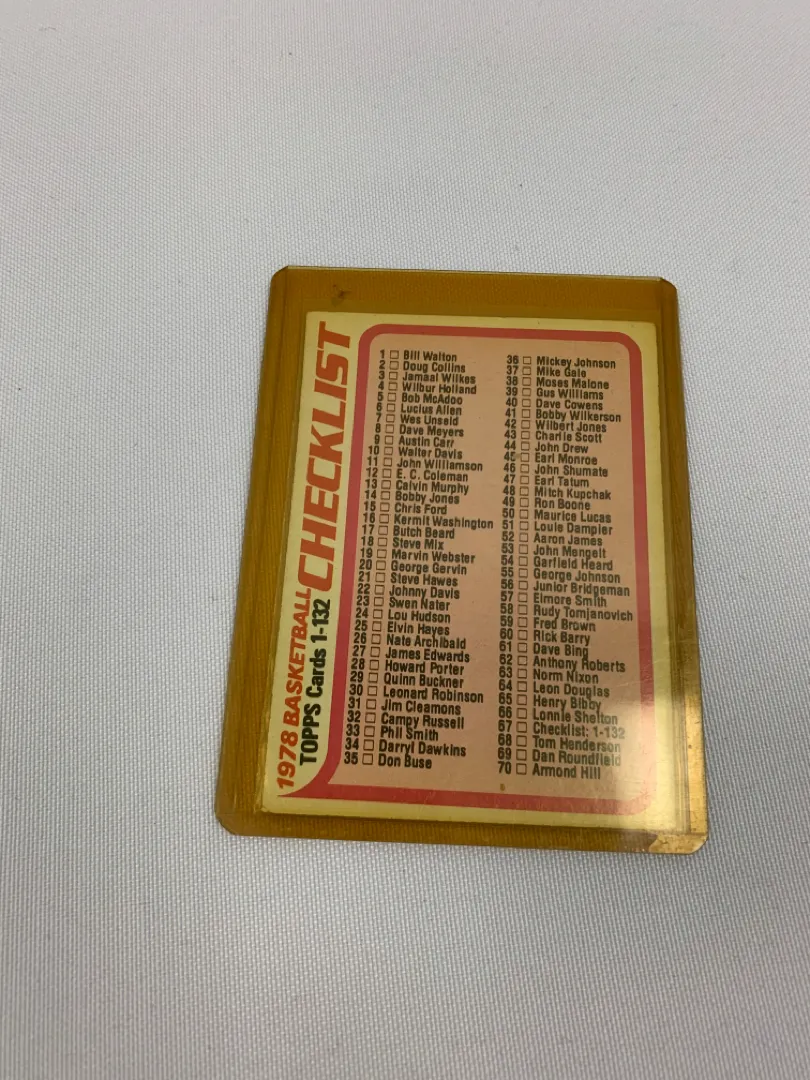 1978 BASKETBALL CHECKLIST
TOPPS Cards 1-132
1 Bill Walton
2 Doug Collins
3 Jamaal Wilkes
4 Wilbur Holland
5 Bob McAdoo
6 Lucius Allen
7 Wes Unseld
8 Dave Meyers
9 Austin Carr
10 Walter Davis
11 John Williamson
12 E. C. Coleman
13 Calvin Murphy
14 Bobby Jones
15 Chris Ford
16 Kermit Washington
17 Butch Beard
18 Steve Mix
19 Marvin Webster
20 George Gervin
21 Steve Hawes
22 Johnny Davis
23 Swen Nater
24 Lou Hudson
25 Elvin Hayes
26 Nate Archibald
27 James Edwards
28 Howard Porter
29 Quinn Buckner
30 Leonard Robinson
31 Jim Cleamons
32 Campy Russell
33 Phil Smith
34 Darryl Dawkins
35 Don Buse
36 Mickey Johnson
37 Mike Gale
38 Moses Malone
39 Gus Williams
40 Dave Cowens
41 Bobby Wilkerson
42 Wilbert Jones
43 Charlie Scott
44 John Drew
45 Earl Monroe
46 John Shumate
47 Earl Tatum
48 Mitch Kupchak
49 Ron Boone
50 Maurice Lucas
51 Louie Dampier
52 Aaron James
53 John Mengelt
54 Garfield Heard
55 George Johnson
56 Junior Bridgeman
57 Elmore Smith
58 Rudy Tomjanovich
59 Fred Brown
60 Rick Barry
61 Dave Bing
62 Anthony Roberts
63 Norm Nixon
64 Leon Douglas
65 Henry Bibby
66 Lonnie Shelton
67 Checklist: 1-132
68 Tom Henderson
69 Dan Roundfield
70 Armond Hill